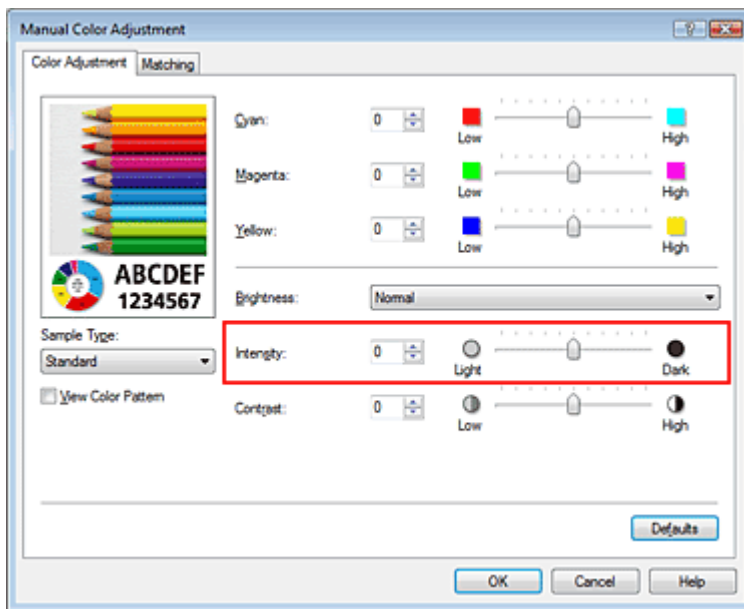 Manual Color Adjustment
Color Adjustment Matching
Cyan: 0 Low High
Magenta: 0 Low High
Yellow: 0 Low High
ABCDEF
1234567
Brightness: Normal
Sample Type:
Standard
Intensity: 0 Light Dark
View Color Pattern
Contrast: 0 Low High
Defaults
OK Cancel Help